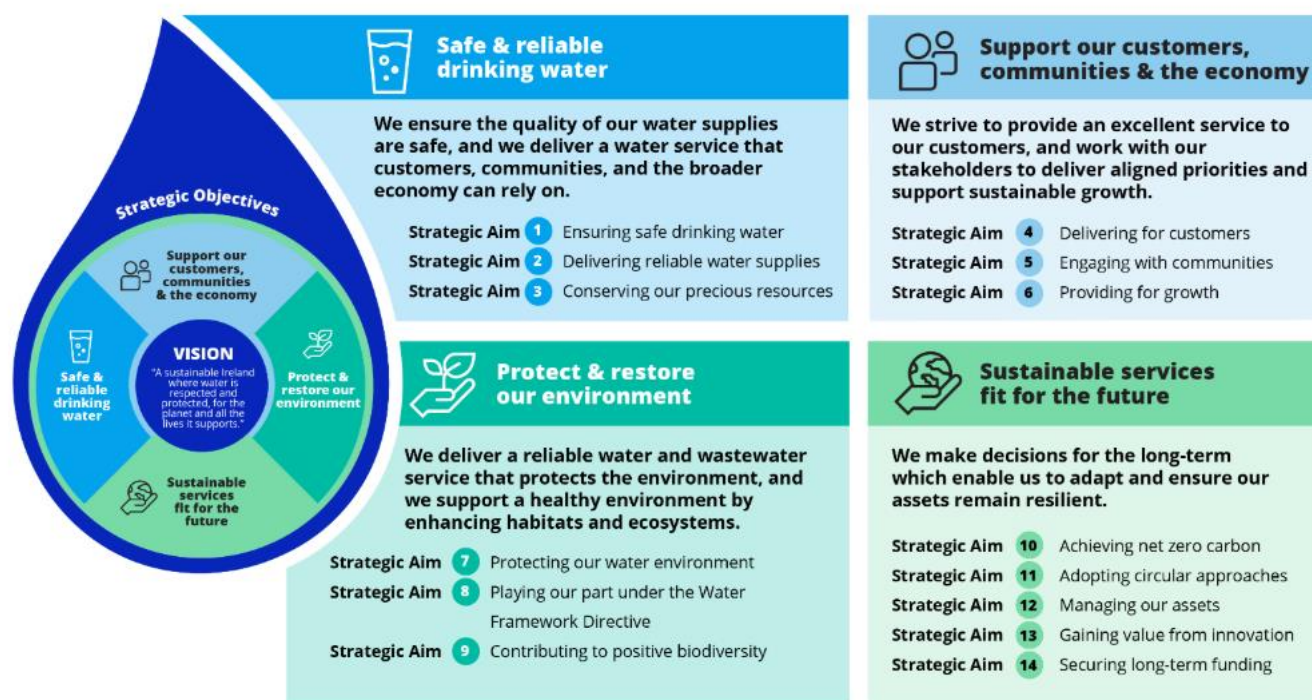 Strategic Objectives
Support our
customers,
communities
& the economy
Safe &
reliable
drinking
water
VISION
"A sustainable Ireland
where water is
respected and
protected, for the
planet and all the
lives it supports."
Protect &
restore our
environment
Sustainable
services
fit for the
future
Safe & reliable
drinking water
We ensure the quality of our water supplies
are safe, and we deliver a water service that
customers, communities, and the broader
economy can rely on.
Strategic Aim 1 Ensuring safe drinking water
Strategic Aim 2 Delivering reliable water supplies
Strategic Aim 3 Conserving our precious resources
Support our customers,
communities & the economy
We strive to provide an excellent service to
our customers, and work with our
stakeholders to deliver aligned priorities and
support sustainable growth.
Strategic Aim 4 Delivering for customers
Strategic Aim 5 Engaging with communities
Strategic Aim 6 Providing for growth
Protect & restore
our environment
We deliver a reliable water and wastewater
service that protects the environment, and
we support a healthy environment by
enhancing habitats and ecosystems.
Strategic Aim 7 Protecting our water environment
Strategic Aim 8 Playing our part under the Water
Framework Directive
Strategic Aim 9 Contributing to positive biodiversity
Sustainable services
fit for the future
We make decisions for the long-term
which enable us to adapt and ensure our
assets remain resilient.
Strategic Aim 10 Achieving net zero carbon
Strategic Aim 11 Adopting circular approaches
Strategic Aim 12 Managing our assets
Strategic Aim 13 Gaining value from innovation
Strategic Aim 14 Securing long-term funding